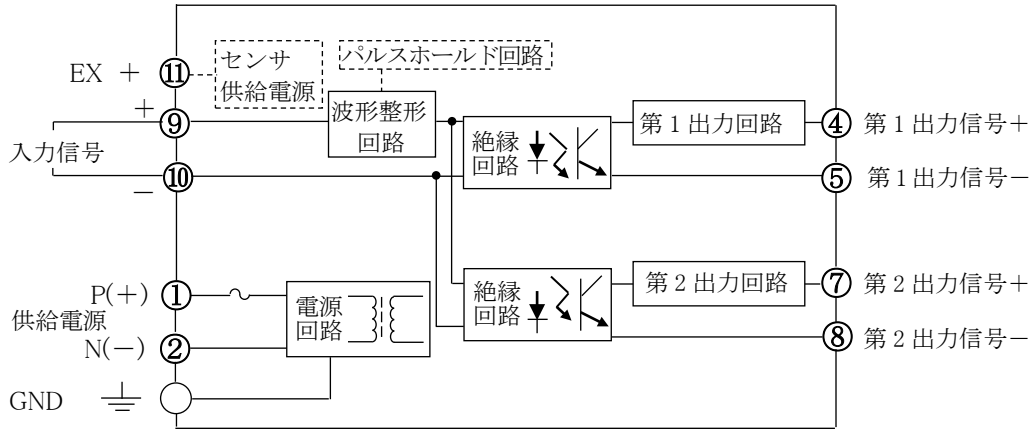 EX +
⑪
センサ
供給電源
パルスホールド回路
+
⑨
波形整形
回路
入力信号
⑩
−
絶縁
回路
第1出力回路
④
第1出力信号+
⑤
第1出力信号−
絶縁
回路
第2出力回路
⑦
第2出力信号+
⑧
第2出力信号−
P(+)
①
供給電源
N(−)
②
電源
回路
GND